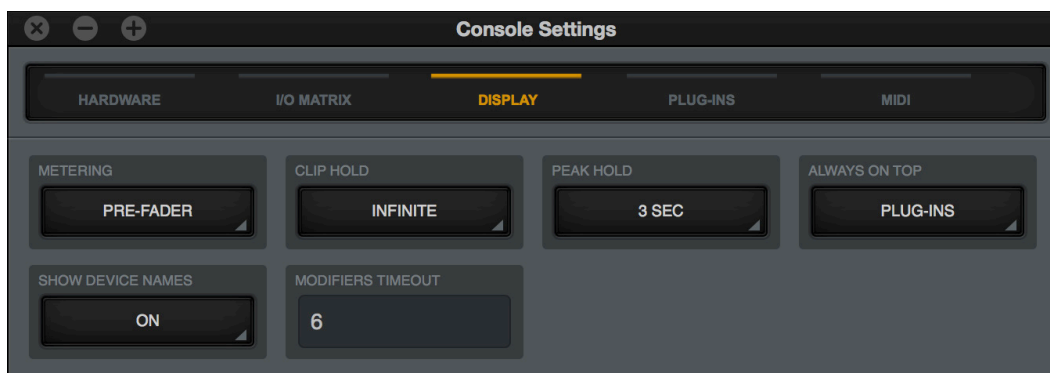 Console Settings
HARDWARE I/O MATRIX DISPLAY PLUG-INS MIDI
METERING CLIP HOLD PEAK HOLD ALWAYS ON TOP
PRE-FADER INFINITE 3 SEC PLUG-INS
SHOW DEVICE NAMES MODIFIERS TIMEOUT
ON 6